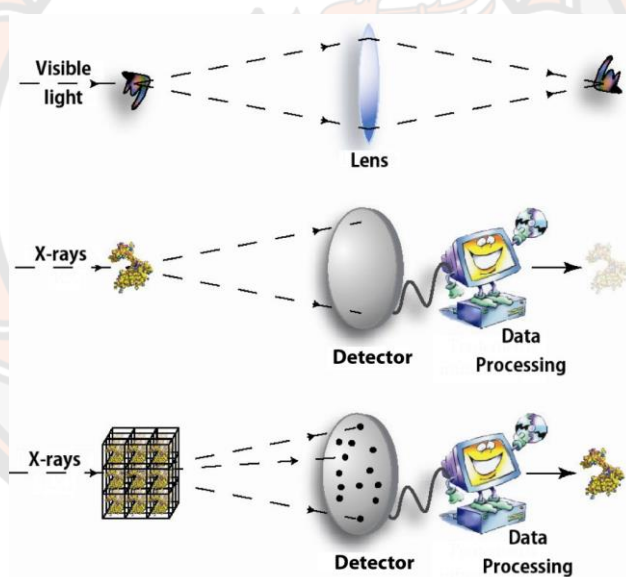 Visible
light
Lens
X-rays
Detector
Data
Processing
X-rays
Detector
Data
Processing